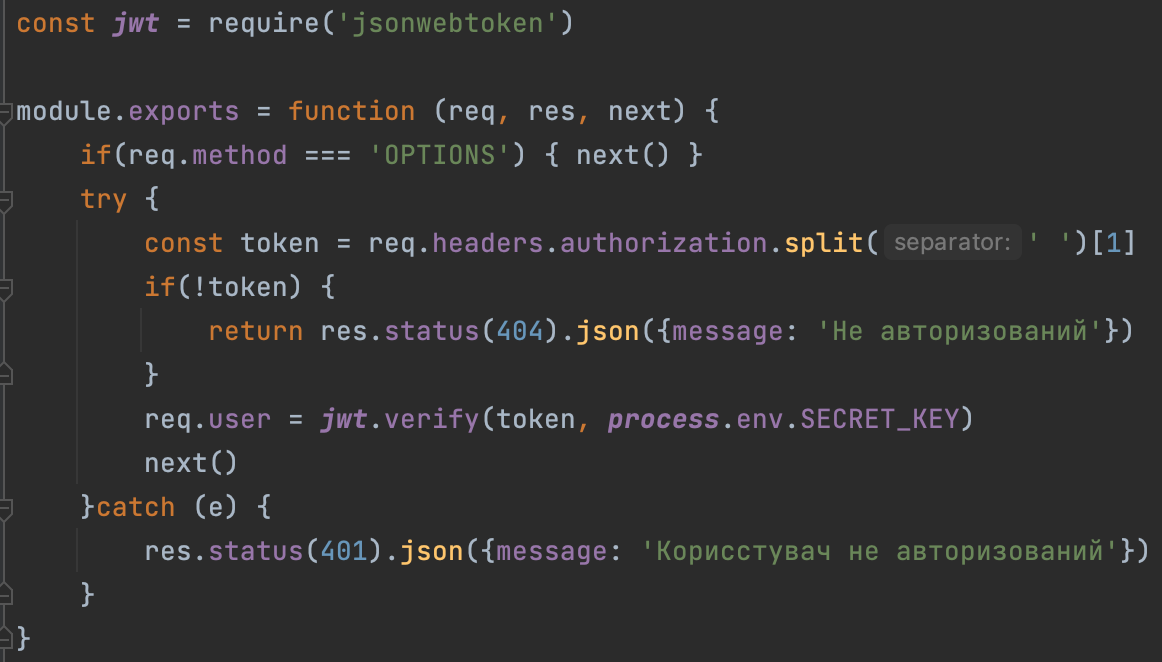 const jwt = require('jsonwebtoken')
module.exports = function (req, res, next) {
if(req.method === 'OPTIONS') { next() }
try {
const token = req.headers.authorization.split( separator: ' ')[1]
if(!token) {
return res.status(404).json({message: 'Не авторизований'})
}
req.user = jwt.verify(token, process.env.SECRET_KEY)
next()
}catch (e) {
res.status(401).json({message: 'Корисстувач не авторизований'})
}
}